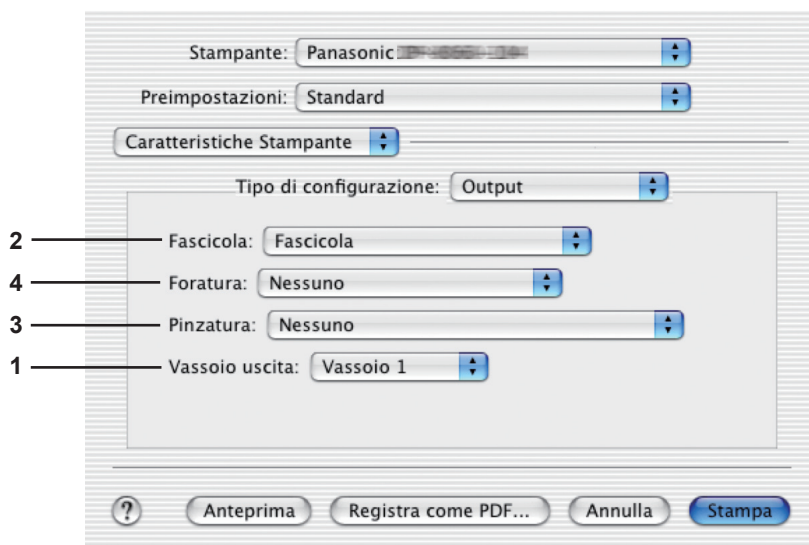 Stampante: Panasonic
Preimpostazioni: Standard
Caratteristiche Stampante
Tipo di configurazione: Output
2 Fascicola: Fascicola
4 Foratura: Nessuno
3 Pinzatura: Nessuno
1 Vassoio uscita: Vassoio 1
? Anteprima Registra come PDF... Annulla Stampa